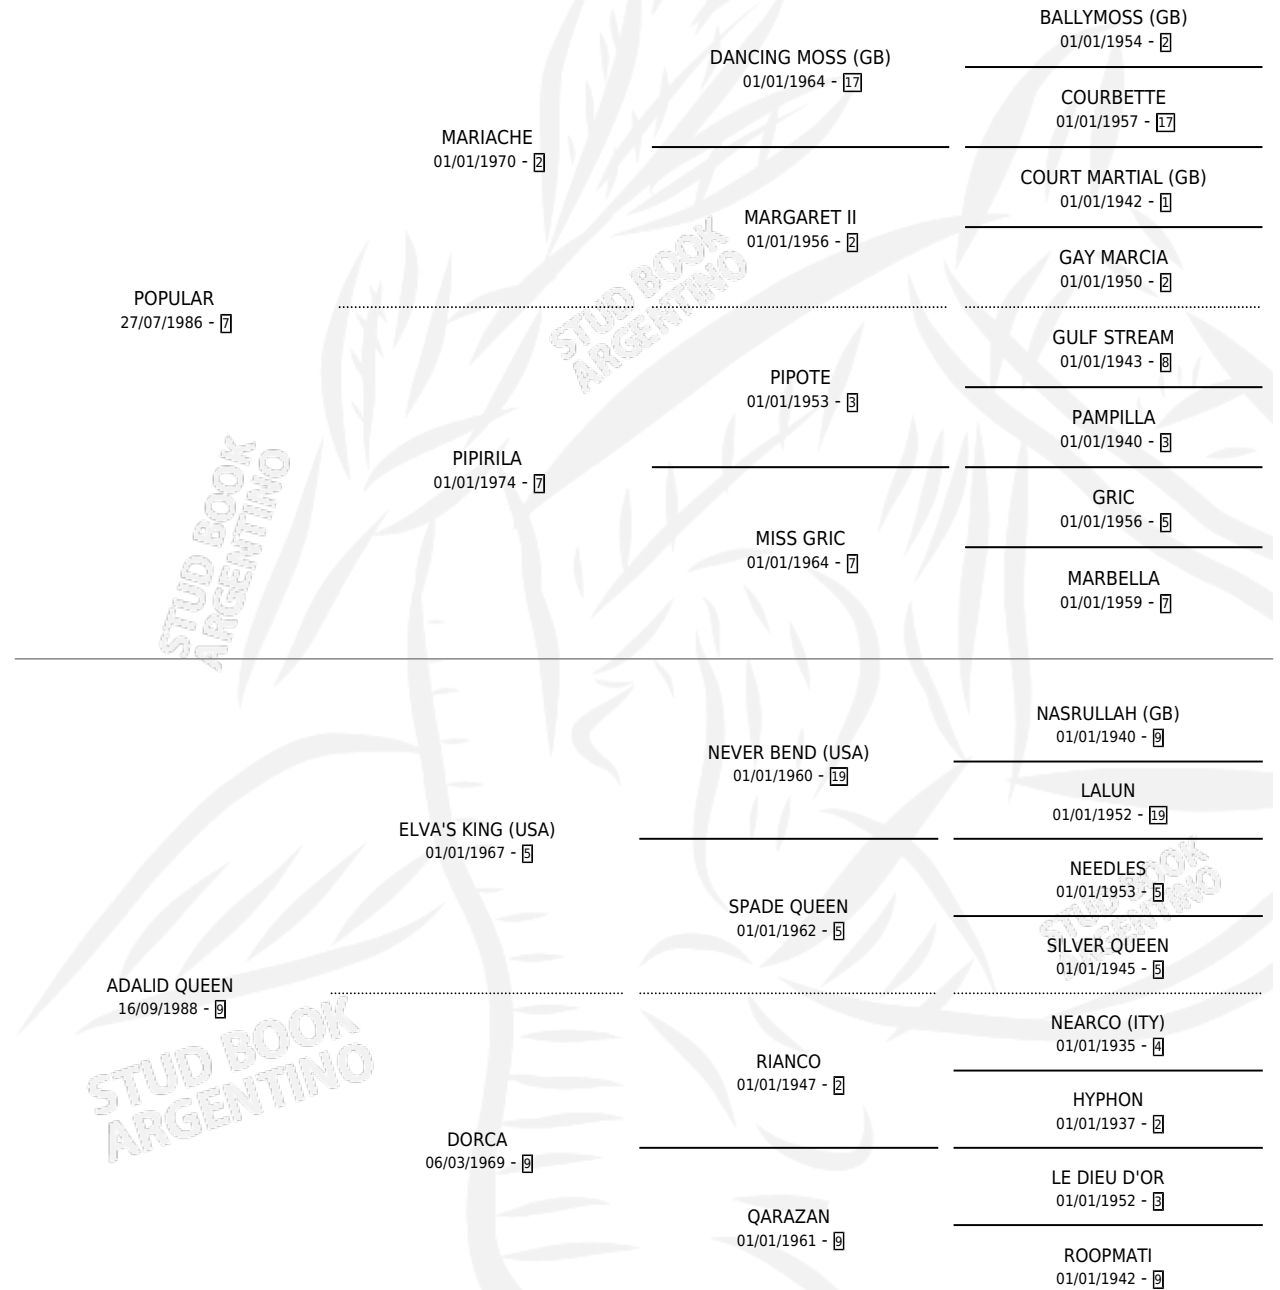 BALLYMOSS (GB)
01/01/1954 - 2
DANCING MOSS (GB)
01/01/1964 - 17
COURBETTE
01/01/1957 - 17
MARIACHE
01/01/1970 - 2
COURT MARTIAL (GB)
01/01/1942 - 1
MARGARET II
01/01/1956 - 2
GAY MARCIA
01/01/1950 - 2
POPULAR
27/07/1986 - 7
GULF STREAM
01/01/1943 - 8
PIPOTE
01/01/1953 - 3
PAMPILLA
01/01/1940 - 3
PIPIRILA
01/01/1974 - 7
GRIC
01/01/1956 - 5
MISS GRIC
01/01/1964 - 7
MARBELLA
01/01/1959 - 7
STUD BOOK
ARGENTINO
STUD BOOK
ARGENTINO
NASRULLAH (GB)
01/01/1940 - 9
NEVER BEND (USA)
01/01/1960 - 19
LALUN
01/01/1952 - 19
ELVA'S KING (USA)
01/01/1967 - 5
NEEDLES
01/01/1953 - 5
SPADE QUEEN
01/01/1962 - 5
SILVER QUEEN
01/01/1945 - 5
ADALID QUEEN
16/09/1988 - 9
NEARCO (ITY)
01/01/1935 - 4
RIANCO
01/01/1947 - 2
HYPHON
01/01/1937 - 2
DORCA
06/03/1969 - 9
LE DIEU D'OR
01/01/1952 - 3
QARAZAN
01/01/1961 - 9
ROOPMATI
01/01/1942 - 9
STUD BOOK
ARGENTINO
STUD BOOK
ARGENTINO